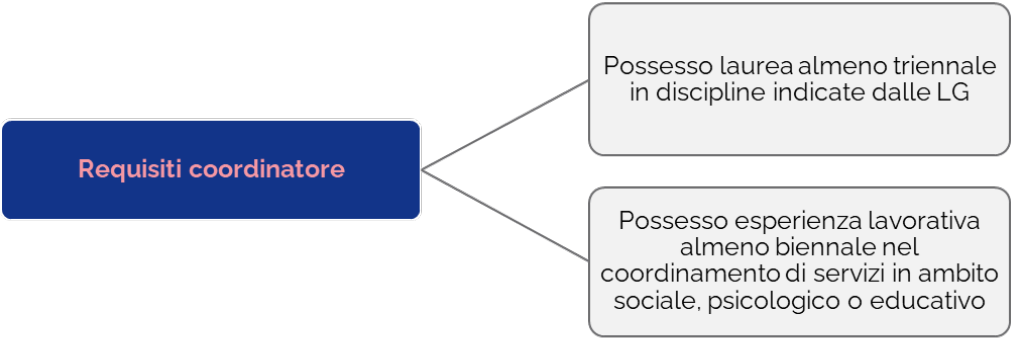 Requisiti coordinatore
Possesso laurea almeno triennale
in discipline indicate dalle LG
Possesso esperienza lavorativa
almeno biennale nel
coordinamento di servizi in ambito
sociale, psicologico o educativo